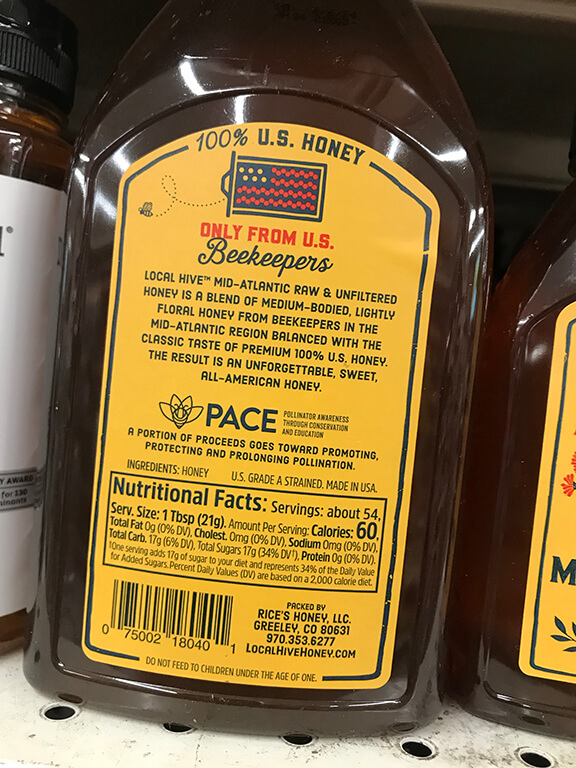 100% U.S. HONEY
ONLY FROM U.S.
Beekeepers
LOCAL HIVE™ MID-ATLANTIC RAW & UNFILTERED
HONEY IS A BLEND OF MEDIUM-BODIED, LIGHTLY
FLORAL HONEY FROM BEEKEEPERS IN THE
MID-ATLANTIC REGION BALANCED WITH THE
CLASSIC TASTE OF PREMIUM 100% U.S. HONEY.
THE RESULT IS AN UNFORGETTABLE, SWEET,
ALL-AMERICAN HONEY.
PACE
POLLINATOR AWARENESS
THROUGH CONSERVATION
AND EDUCATION
A PORTION OF PROCEEDS GOES TOWARD PROMOTING,
PROTECTING AND PROLONGING POLLINATION.
INGREDIENTS: HONEY U.S. GRADE A STRAINED. MADE IN USA.
Nutritional Facts: Servings: about 54,
Serv. Size: 1 Tbsp (21g). Amount Per Serving: Calories: 60,
Total Fat 0g (0% DV), Cholest. 0mg (0% DV), Sodium 0mg (0% DV),
Total Carb. 17g (6% DV), Total Sugars 17g (34% DV¹), Protein 0g (0% DV).
¹One serving adds 17g of sugar to your diet and represents 34% of the Daily Value
for Added Sugars. Percent Daily Values (DV) are based on a 2,000 calorie diet.
0 75002 18040 1
PACKED BY
RICE'S HONEY, LLC.
GREELEY, CO 80631
970.353.6277
LOCALHIVEHONEY.COM
DO NOT FEED TO CHILDREN UNDER THE AGE OF ONE.
AWARD
for 130
M